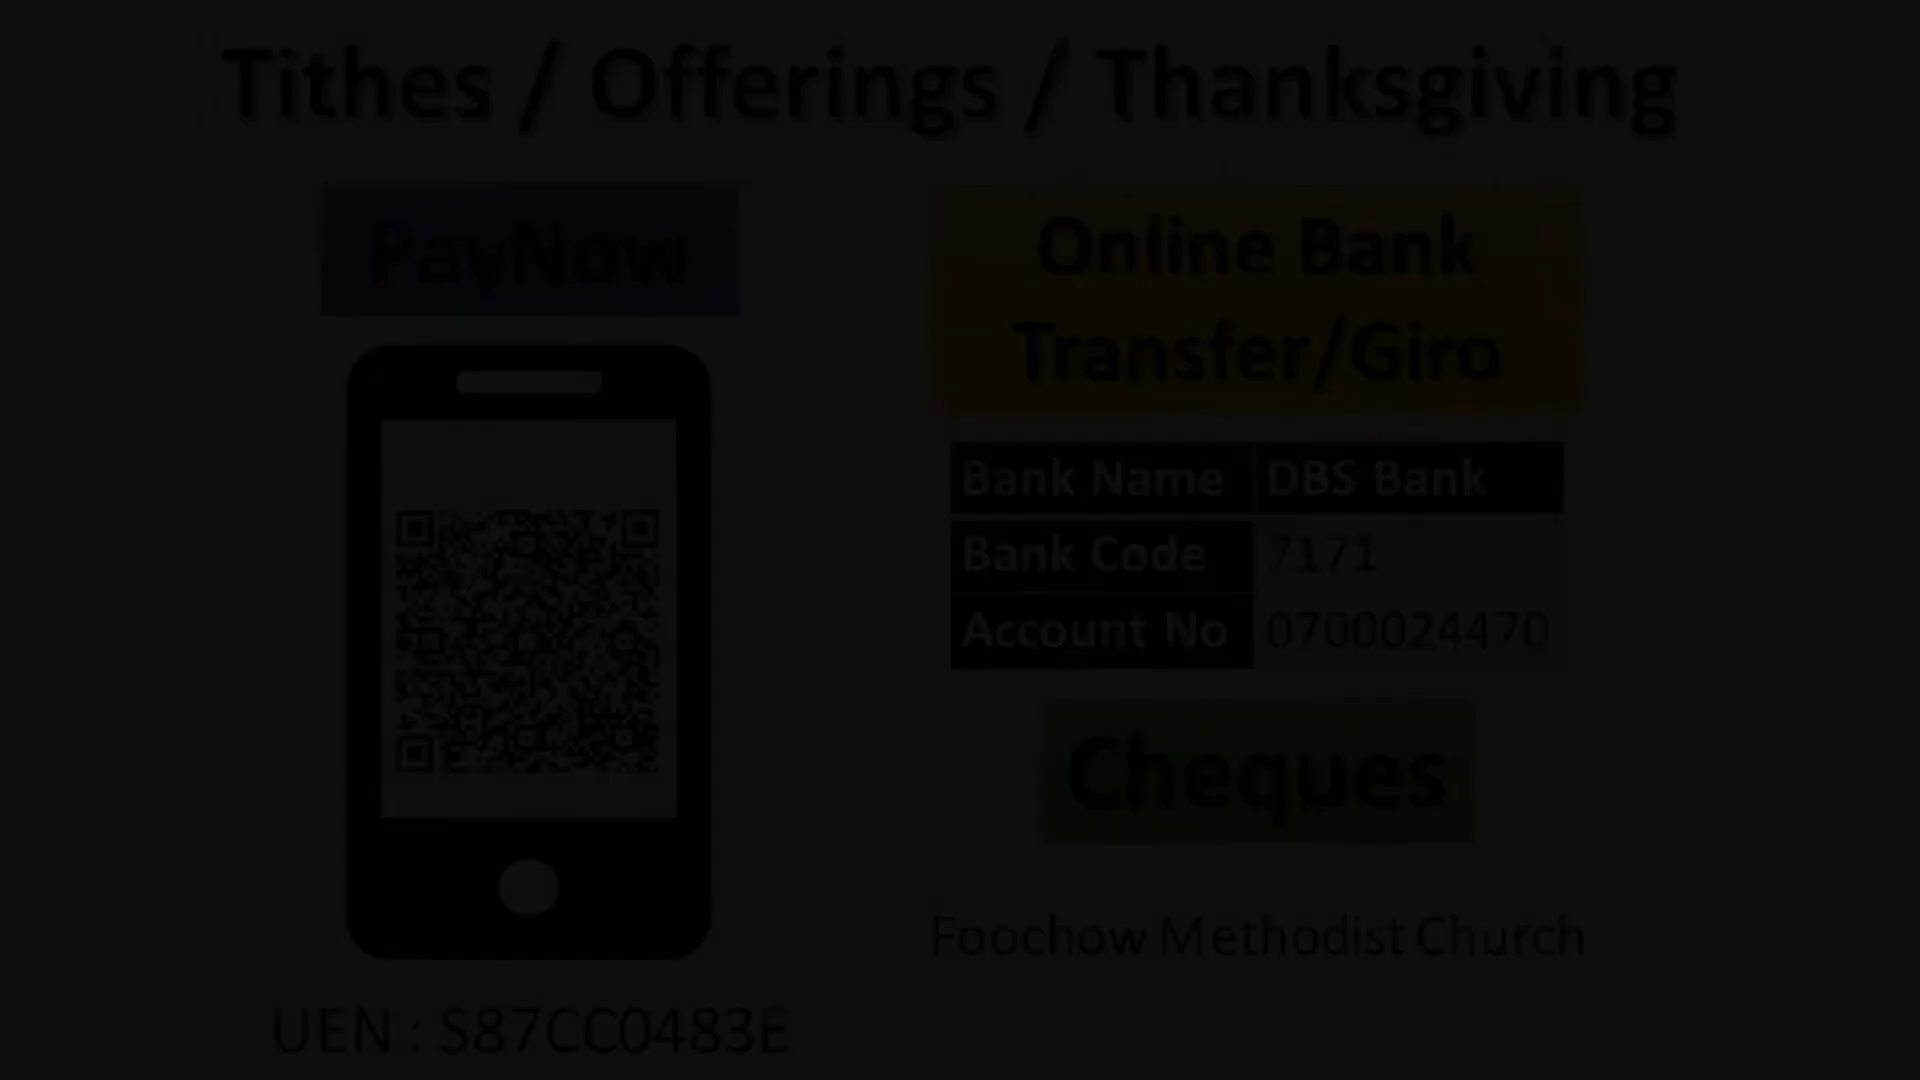 Tithes / Offerings / Thanksgiving
PayNow
UEN : S87CC0483E
Online Bank
Transfer/Giro
Bank Name DBS Bank
Bank Code 7171
Account No 0700024470
Cheques
Foochow Methodist Church